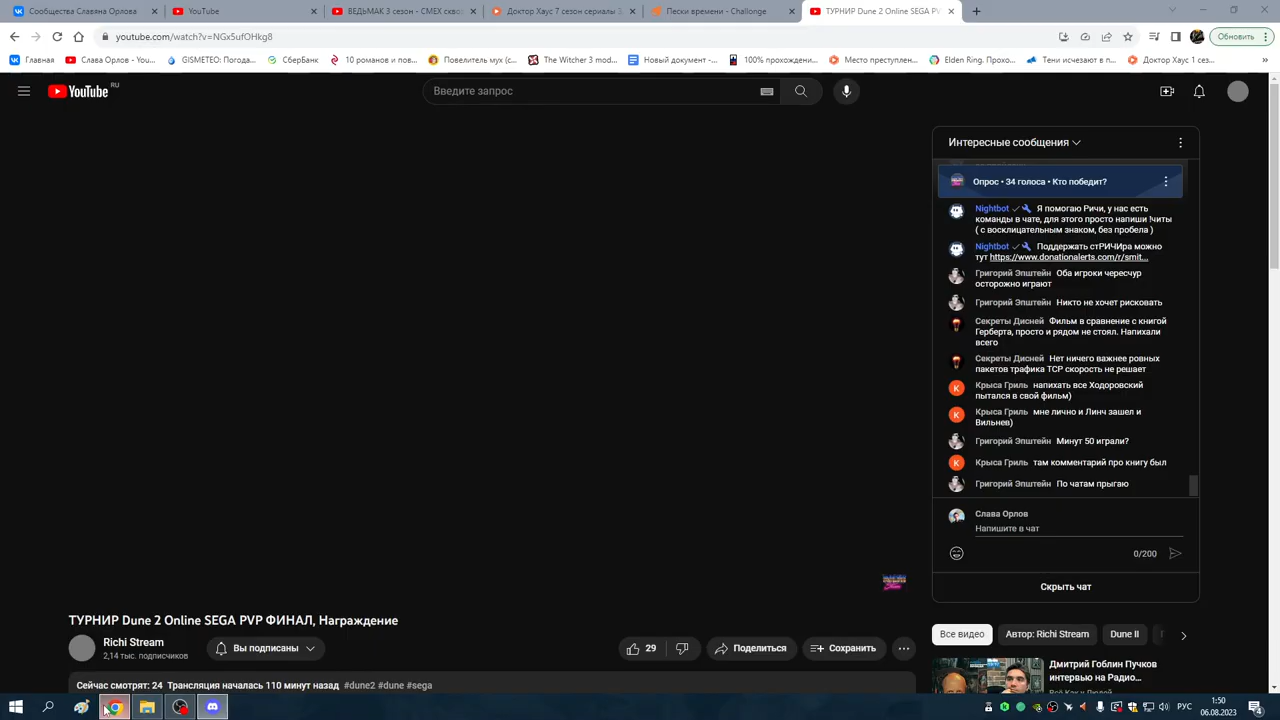 Сообщества Славяна Орлова
YouTube
ВЕДЬМАК 3 сезон - СМЕХ сквоз
Доктор Хаус 7 сезон сериалы 3.
Пески времени - Challonge
ТУРНИР Dune 2 Online SEGA PV
youtube.com/watch?v=NGx5ufOHkg8
Обновить
Главная
Слава Орлов - You...
GISMETEO: Погода...
СберБанк
10 романов и пов...
Повелитель мух (с...
The Witcher 3 mod...
Новый документ -...
100% прохождени...
Место преступлен...
Elden Ring. Прохо...
Тени исчезают в п...
Доктор Хаус 1 сез...
»
YouTube RU
Введите запрос
Интересные сообщения
Опрос • 34 голоса • Кто победит?
Nightbot Я помогаю Ричи, у нас есть
команды в чате, для этого просто напиши !читы
( с восклицательным знаком, без пробела )
Nightbot Поддержать стРИЧИра можно
тут https://www.donationalerts.com/r/smit...
Григорий Эпштейн Оба игроки чересчур
осторожно играют
Григорий Эпштейн Никто не хочет рисковать
Секреты Дисней Фильм в сравнение с книгой
Герберта, просто и рядом не стоял. Напихали
всего
Секреты Дисней Нет ничего важнее ровных
пакетов трафика TCP скорость не решает
К Крыса Гриль напихать все Ходоровский
пытался в свой фильм)
К Крыса Гриль мне лично и Линч зашел и
Вильнев)
Григорий Эпштейн Минут 50 играли?
К Крыса Гриль там комментарий про книгу был
Григорий Эпштейн По чатам прыгаю
Слава Орлов
Напишите в чат
0/200
Скрыть чат
ТУРНИР Dune 2 Online SEGA PVP ФИНАЛ, Награждение
Richi Stream
2,14 тыс. подписчиков
Вы подписаны
29
Поделиться
Сохранить
Сейчас смотрят: 24 Трансляция началась 110 минут назад #dune2 #dune #sega
Все видео
Автор: Richi Stream
Dune II
Дмитрий Гоблин Пучков
интервью на Радио...
Всё Как у Людей
РУС
1:50
06.08.2023
4